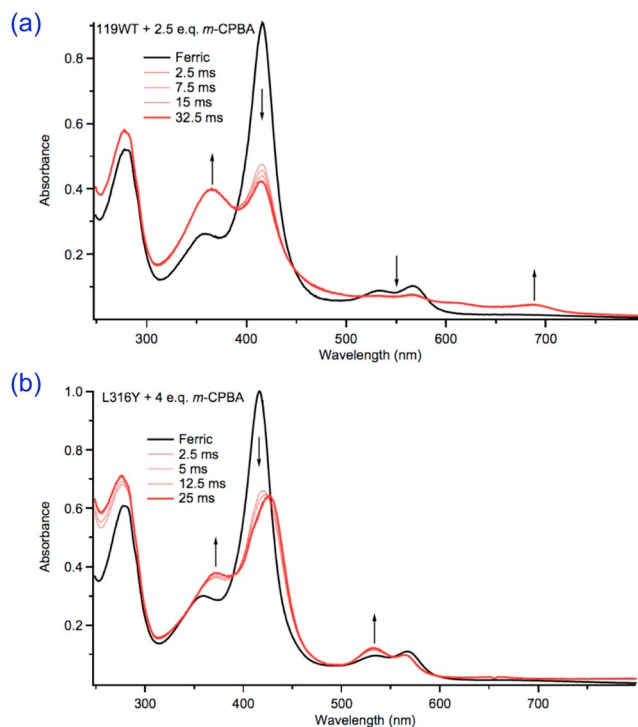 (a)
119WT + 2.5 e.q. m-CPBA
Ferric
2.5 ms
7.5 ms
15 ms
32.5 ms
Absorbance
0.8
0.6
0.4
0.2
300
400
500
600
700
Wavelength (nm)
(b)
L316Y + 4 e.q. m-CPBA
Ferric
2.5 ms
5 ms
12.5 ms
25 ms
Absorbance
1.0
0.8
0.6
0.4
0.2
300
400
500
600
700
Wavelength (nm)